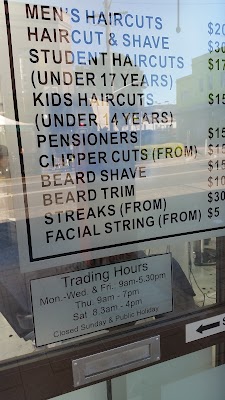 MEN'S HAIRCUTS $20
HAIRCUT & SHAVE $30
STUDENT HAIRCUTS $17
(UNDER 17 YEARS)
KIDS HAIRCUTS $15
(UNDER 14 YEARS)
PENSIONERS $15
CLIPPER CUTS (FROM) $15
BEARD SHAVE $15
BEARD TRIM $10
STREAKS (FROM) $30
FACIAL STRING (FROM) $5
Trading Hours
Mon.-Wed. & Fri. 9am-5.30pm
Thu. 9am - 7pm
Sat 8.3am - 4pm
Closed Sunday & Public Holiday